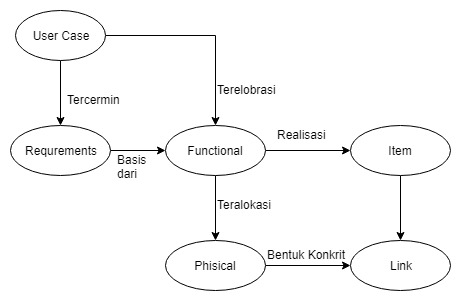 User Case
Tercermin
Terelobrasi
Requrements
Basis
dari
Functional
Realisasi
Item
Teralokasi
Phisical
Bentuk Konkrit
Link